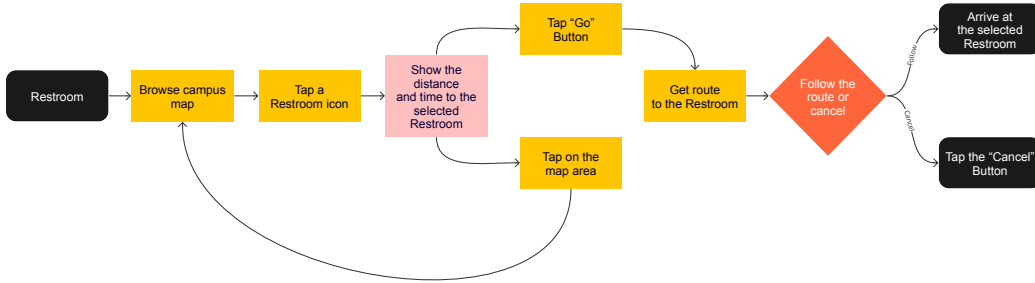 Restroom
Browse campus
map
Tap a
Restroom icon
Show the
distance
and time to the
selected
Restroom
Tap “Go”
Button
Tap on the
map area
Get route
to the Restroom
Follow the
route or
cancel
Follow
Cancel
Arrive at
the selected
Restroom
Tap the “Cancel”
Button